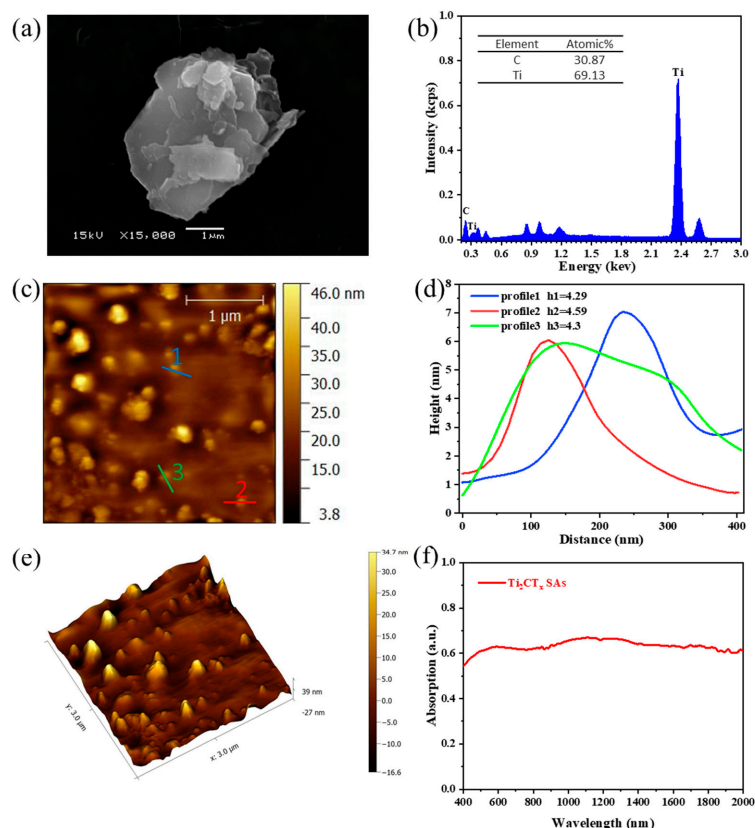 (a)
15kV X15,000 1µm
(b)
Element Atomic%
C 30.87
Ti 69.13
Ti
C
Ti
Intensity (kcps)
0.0
0.2
0.4
0.6
0.8
1.0
0.3 0.6 0.9 1.2 1.5 1.8 2.1 2.4 2.7 3.0
Energy (kev)
(c)
1 µm
1
2
3
46.0 nm
40.0
35.0
30.0
25.0
20.0
15.0
3.8
(d)
profile1 h1=4.29
profile2 h2=4.59
profile3 h3=4.3
Height (nm)
8
7
6
5
4
3
2
1
0
0 100 200 300 400
Distance (nm)
(e)
y: 3.0 µm
x: 3.0 µm
39 nm
-27 nm
34.7 nm
30.0
25.0
20.0
15.0
10.0
5.0
0.0
-5.0
-10.0
-16.6
(f)
Ti₂CTₓ SAs
Absorption (a.u.)
1.0
0.8
0.6
0.4
0.2
0.0
400 600 800 1000 1200 1400 1600 1800 2000
Wavelength (nm)